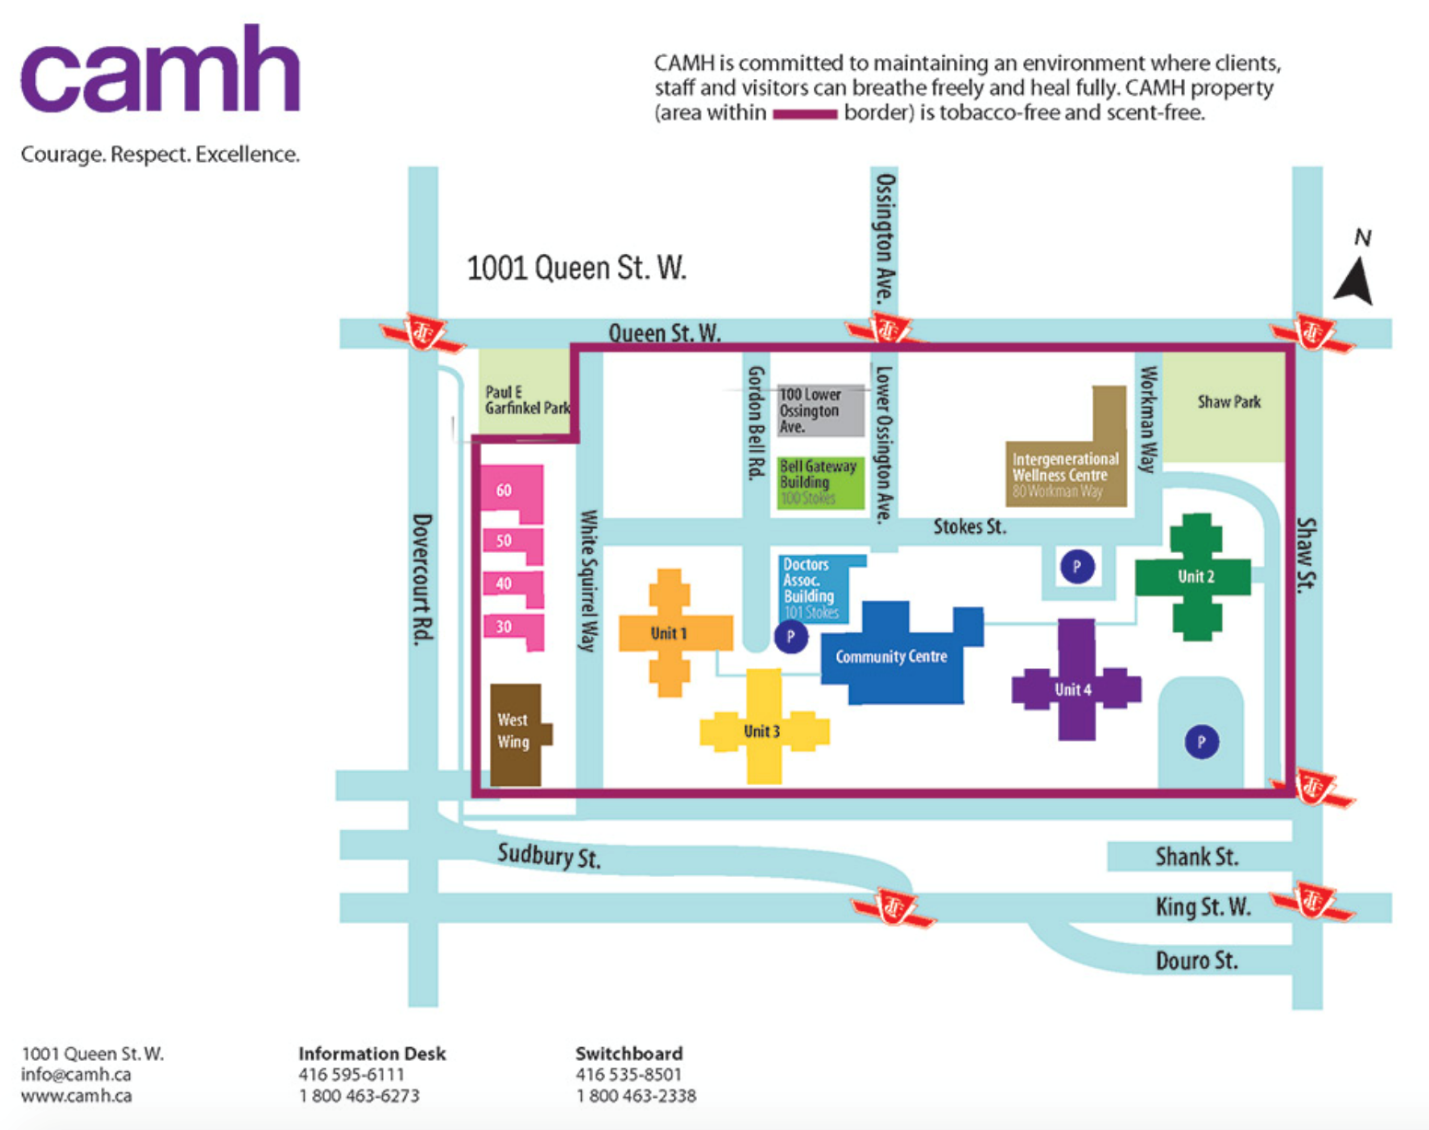 camh
Courage. Respect. Excellence.
CAMH is committed to maintaining an environment where clients,
staff and visitors can breathe freely and heal fully. CAMH property
(area within border) is tobacco-free and scent-free.
1001 Queen St. W.
Ossington Ave.
N
Queen St. W.
Paul E
Garfinkel Park
Gordon Bell Rd.
100 Lower
Ossington
Ave.
Lower Ossington Ave.
Workman Way
Shaw Park
Bell Gateway
Building
100 Stokes
Intergenerational
Wellness Centre
80 Workman Way
60
50
40
30
Dovercourt Rd.
White Squirrel Way
Stokes St.
Shaw St.
Doctors
Assoc.
Building
101 Stokes
P
P
Unit 2
Unit 1
Community Centre
Unit 4
Unit 3
West
Wing
P
Sudbury St.
Shank St.
King St. W.
Douro St.
1001 Queen St. W.
info@camh.ca
www.camh.ca
Information Desk
416 595-6111
1 800 463-6273
Switchboard
416 535-8501
1 800 463-2338